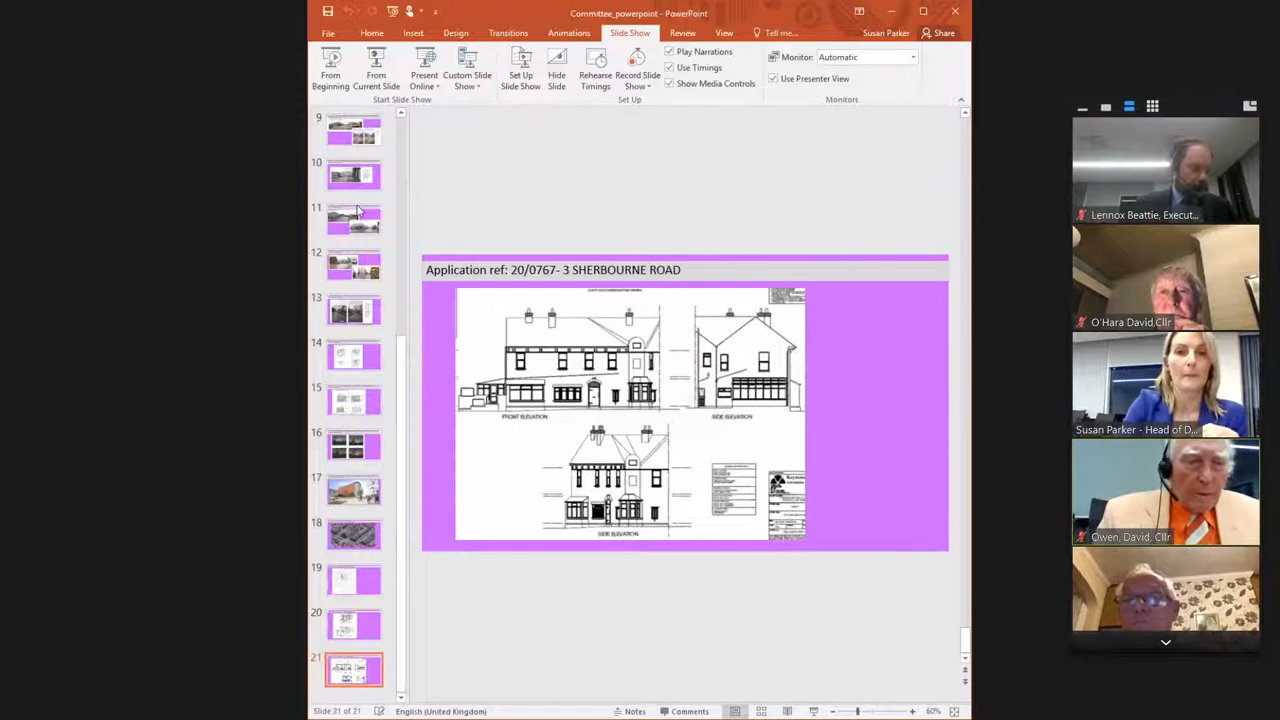 Committee_powerpoint - PowerPoint
File
Home
Insert
Design
Transitions
Animations
Slide Show
Review
View
Tell me...
Susan Parker
Share
From Beginning
From Current Slide
Present Online
Custom Slide Show
Start Slide Show
Set Up Slide Show
Hide Slide
Rehearse Timings
Record Slide Show
Play Narrations
Use Timings
Show Media Controls
Set Up
Monitor: Automatic
Use Presenter View
Monitors
9
10
11
12
13
14
15
16
17
18
19
20
21
Application ref: 20/0767- 3 SHERBOURNE ROAD
FRONT ELEVATION
SIDE ELEVATION
SIDE ELEVATION
Slide 21 of 21
English (United Kingdom)
Notes
Comments
60%
Lennox Beattie, Execut...
O'Hara David,Cllr
Susan Parker - Head of D...
Owen, David, Cllr